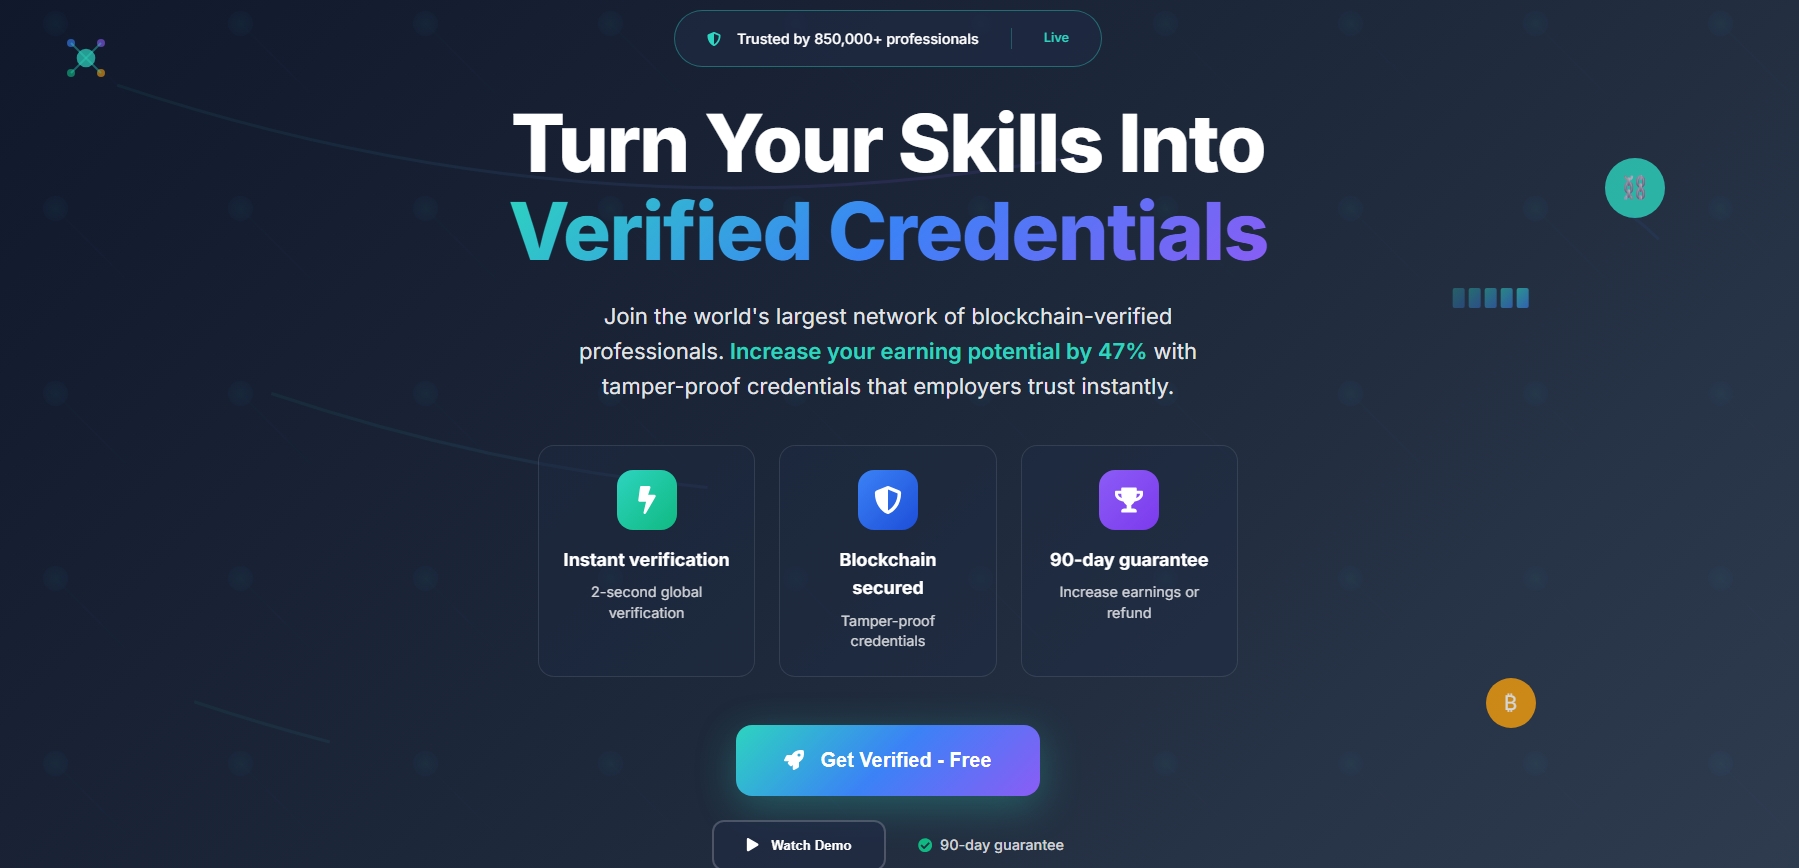 Trusted by 850,000+ professionals
Live
Turn Your Skills Into
Verified Credentials
Join the world's largest network of blockchain-verified
professionals. Increase your earning potential by 47% with
tamper-proof credentials that employers trust instantly.
Instant verification
2-second global
verification
Blockchain
secured
Tamper-proof
credentials
90-day guarantee
Increase earnings or
refund
Get Verified - Free
Watch Demo
90-day guarantee